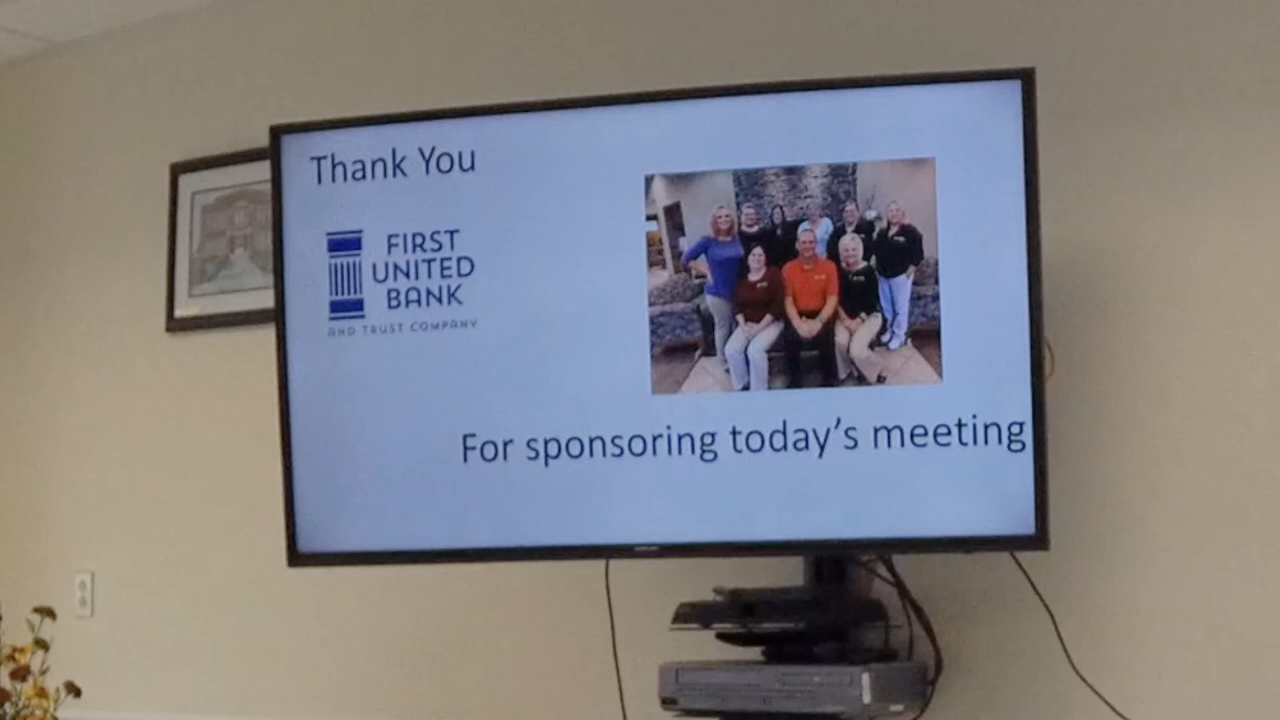 Thank You
FIRST
UNITED
BANK
AND TRUST COMPANY
For sponsoring today's meeting